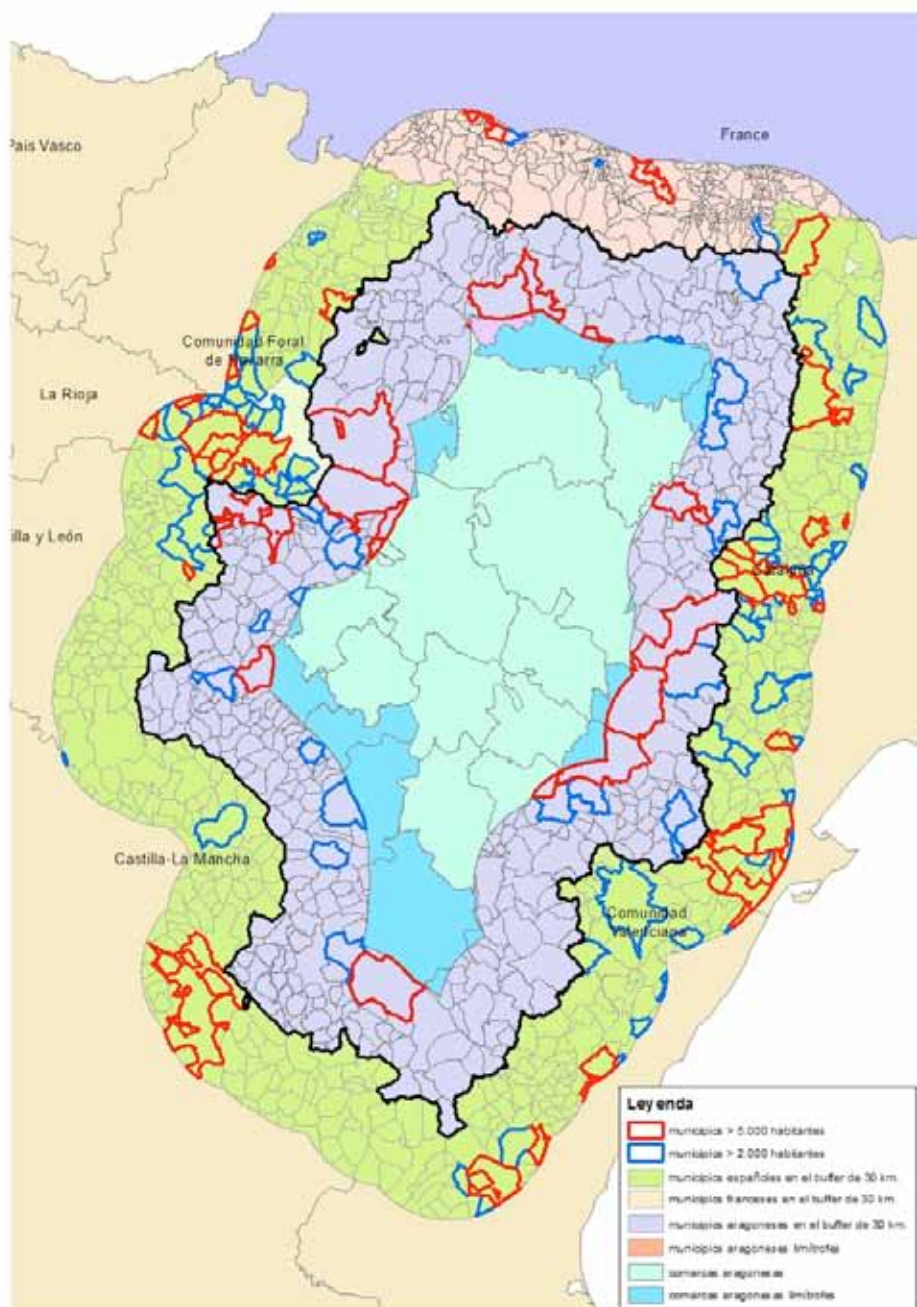 France
País Vasco
Comunidad Foral
de Navarra
La Rioja
illa y León
Cataluña
Castilla-La Mancha
Comunidad
Valenciana
Leyenda
municipios > 5.000 habitantes
municipios > 2.000 habitantes
municipios españoles en el buffer de 30 km.
municipios franceses en el buffer de 30 km.
municipios aragoneses en el buffer de 30 km.
municipios aragoneses limítrofes
comarcas aragonesas
comarcas aragonesas limítrofes